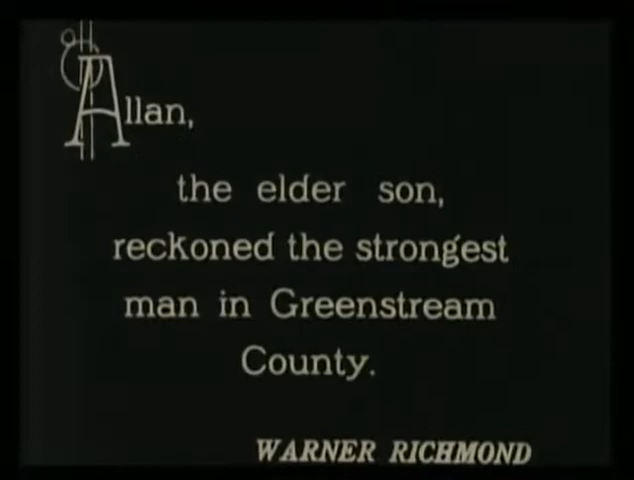 Allan,
the elder son,
reckoned the strongest
man in Greenstream
County.
WARNER RICHMOND